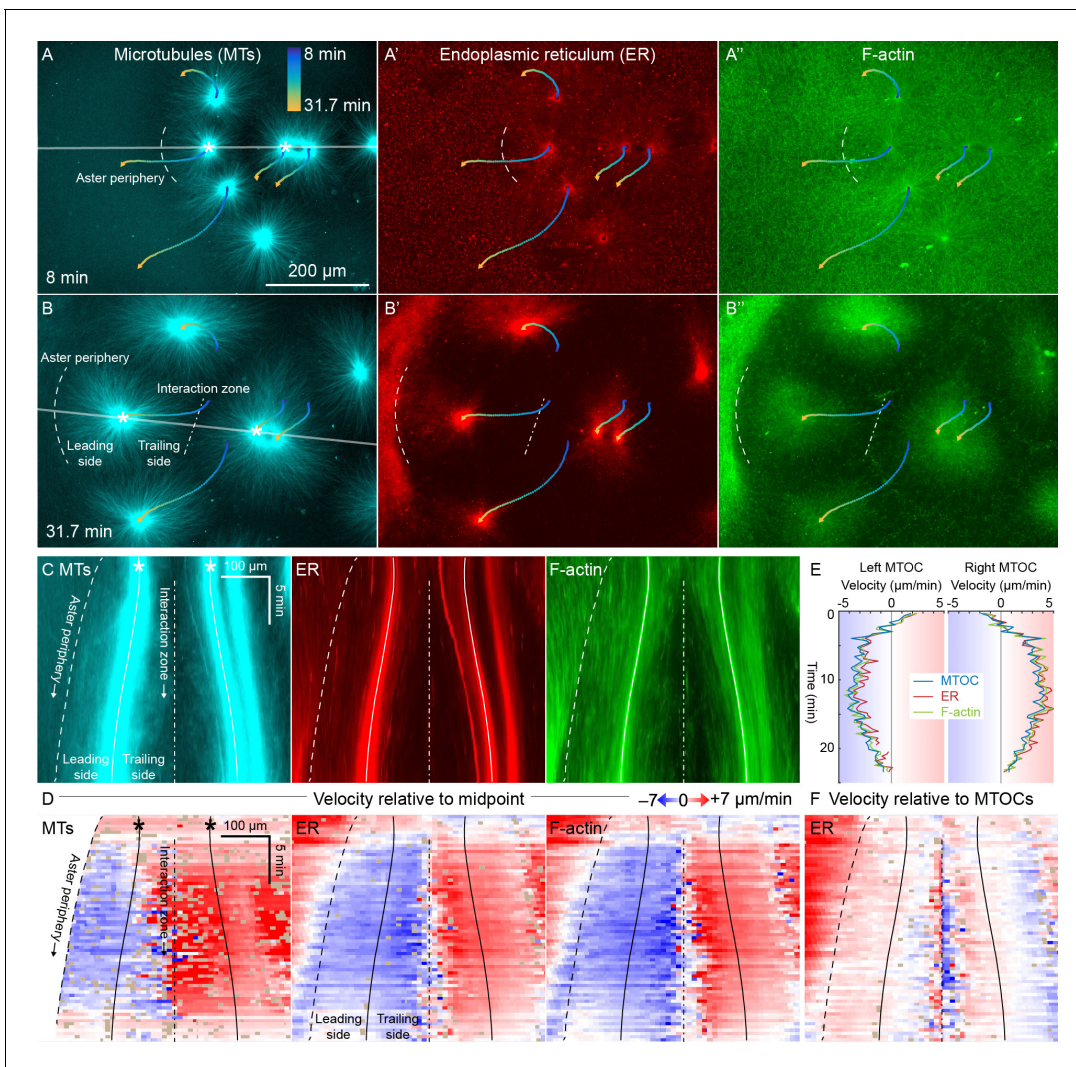 A Microtubules (MTs)
8 min
31.7 min
Aster periphery
200 µm
8 min
A' Endoplasmic reticulum (ER)
A'' F-actin
B
Aster periphery
Interaction zone
Leading side
Trailing side
31.7 min
B'
B''
C MTs
100 µm
5 min
Aster periphery
Interaction zone
Leading side
Trailing side
ER
F-actin
E
Left MTOC
Right MTOC
Velocity (µm/min)
Velocity (µm/min)
-5 0 5
-5 0 5
Time (min)
0
10
20
MTOC
ER
F-actin
D Velocity relative to midpoint
–7 0 +7 µm/min
MTs
100 µm
5 min
Aster periphery
Interaction zone
ER
Leading side
Trailing side
F-actin
F Velocity relative to MTOCs
ER